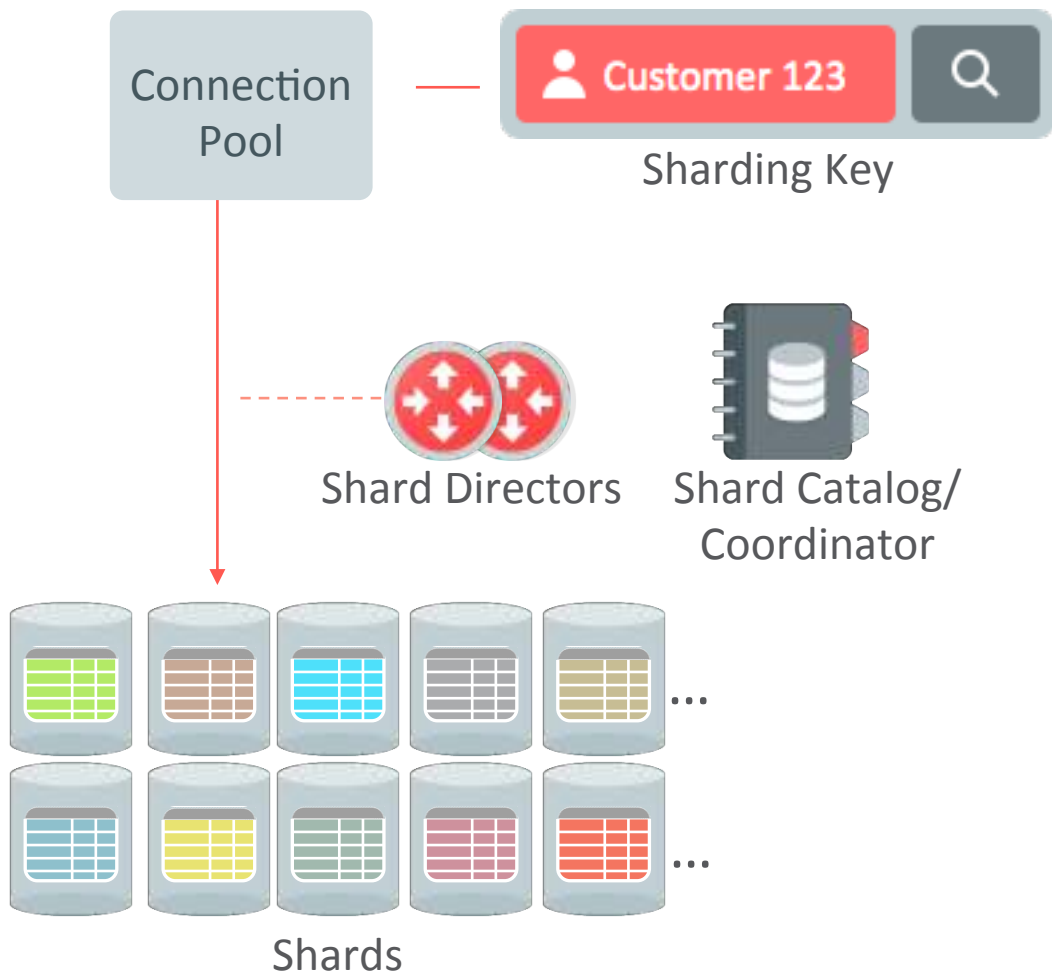 Connection
Pool
Customer 123
Sharding Key
Shard Directors
Shard Catalog/
Coordinator
...
...
Shards